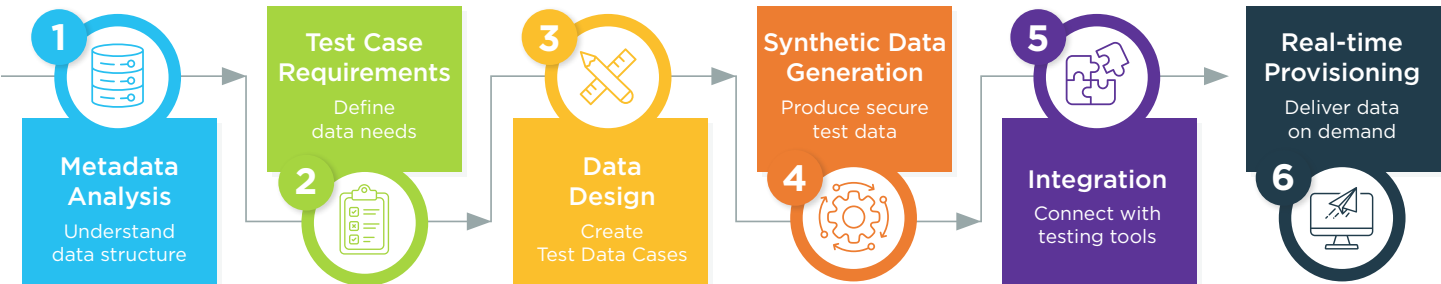 1
Metadata
Analysis
Understand
data structure
Test Case
Requirements
Define
data needs
2
3
Data
Design
Create
Test Data Cases
Synthetic Data
Generation
Produce secure
test data
4
5
Integration
Connect with
testing tools
Real-time
Provisioning
Deliver data
on demand
6